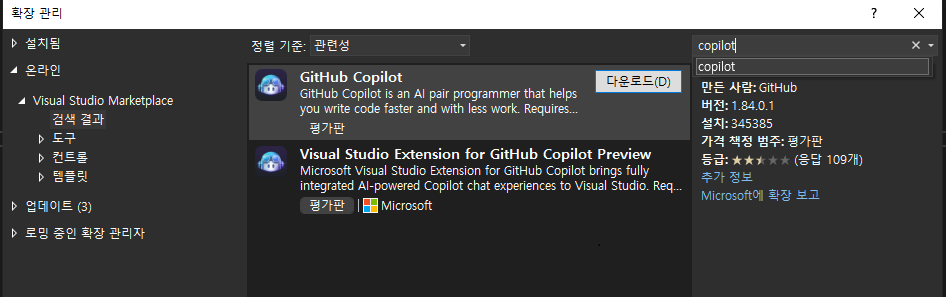 확장 관리
? ×
설치됨
온라인
Visual Studio Marketplace
검색 결과
도구
컨트롤
템플릿
업데이트 (3)
로밍 중인 확장 관리자
정렬 기준: 관련성
GitHub Copilot
다운로드(D)
GitHub Copilot is an AI pair programmer that helps
you write code faster and with less work. Requires...
평가판
Visual Studio Extension for GitHub Copilot Preview
Microsoft Visual Studio Extension for GitHub Copilot brings fully
integrated AI-powered Copilot chat experiences to Visual Studio. Req...
평가판 | Microsoft
copilot
copilot
만든 사람: GitHub
버전: 1.84.0.1
설치: 345385
가격 책정 범주: 평가판
등급: (응답 109개)
추가 정보
Microsoft에 확장 보고